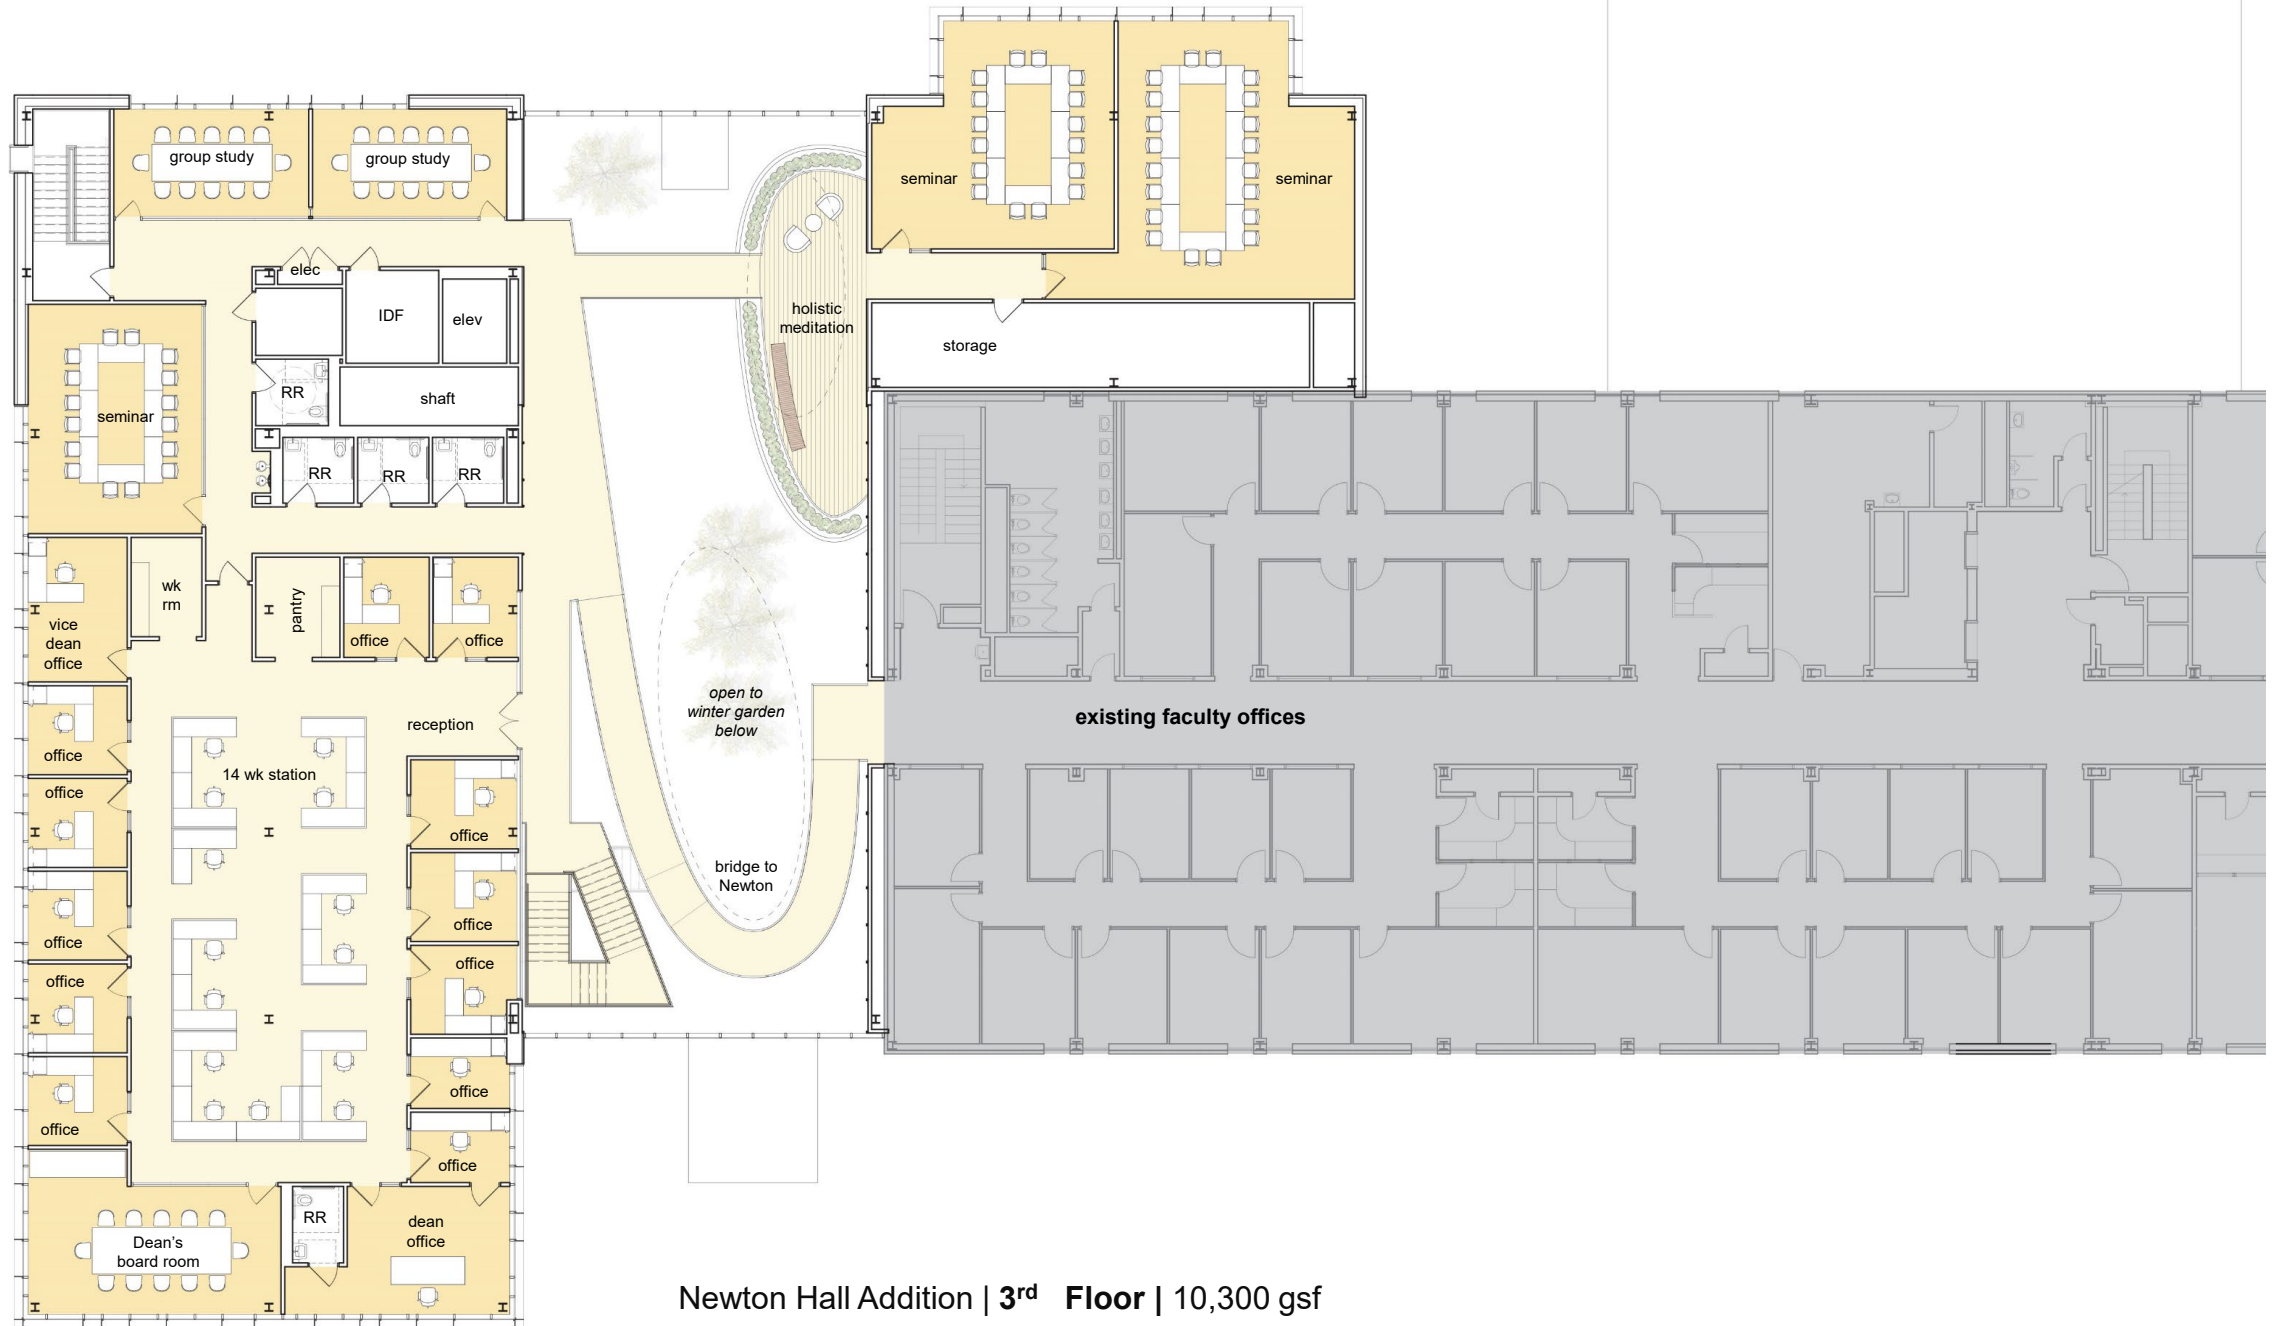 group study
group study
seminar
seminar
elec
IDF
elev
holistic
meditation
storage
RR
shaft
seminar
RR
RR
RR
wk
rm
pantry
vice
dean
office
office
office
open to
winter garden
below
existing faculty offices
reception
office
14 wk station
office
office
bridge to
Newton
office
office
office
office
office
office
office
RR
dean
office
Dean's
board room
Newton Hall Addition | 3rd Floor | 10,300 gsf